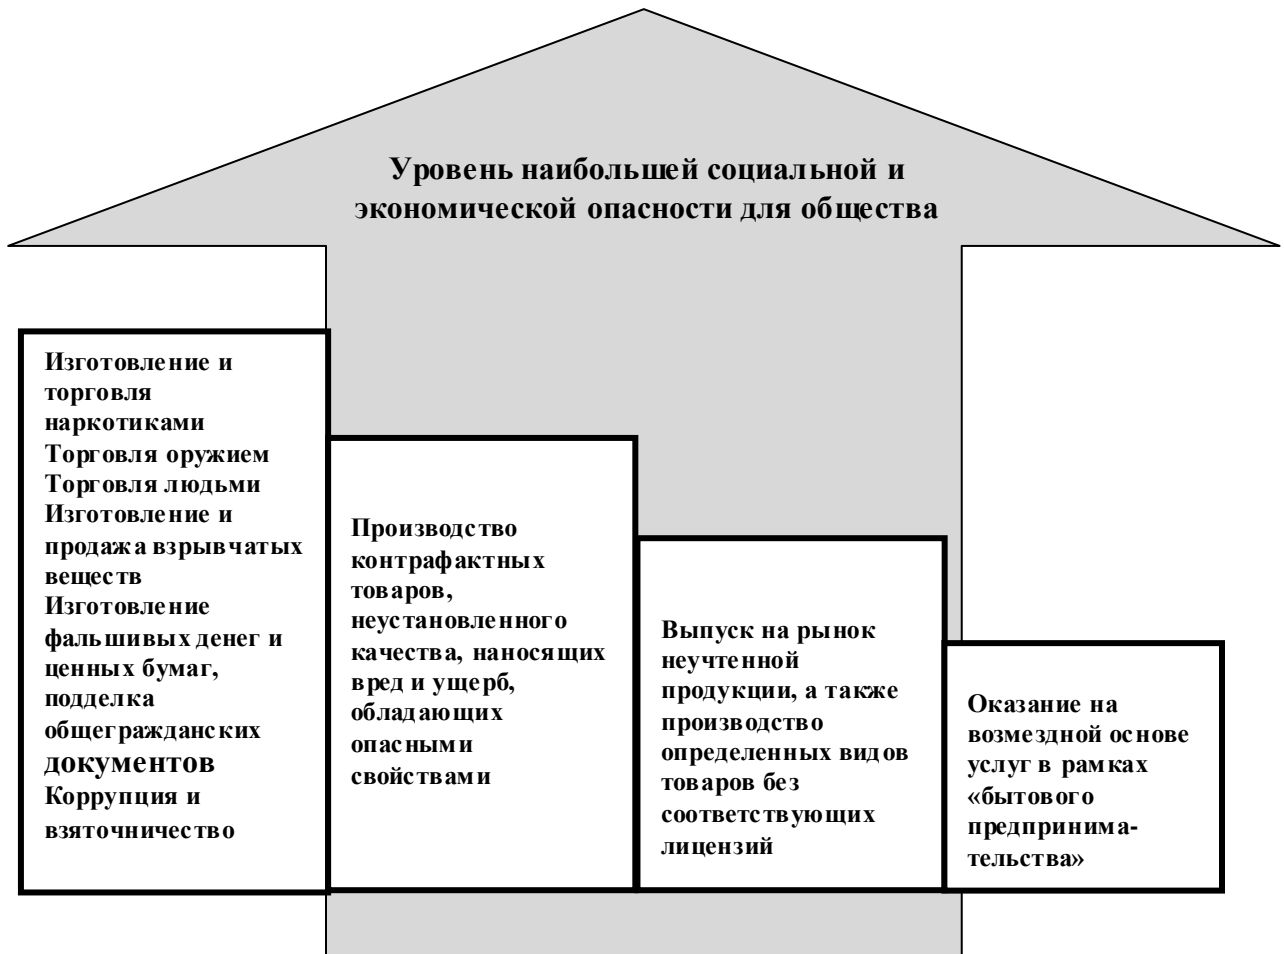 Уровень наибольшей социальной и
экономической опасности для общества
Изготовление и
торговля
наркотиками
Торговля оружием
Торговля людьми
Изготовление и
продажа взрывчатых
веществ
Изготовление
фальшивых денег и
ценных бумаг,
подделка
общегражданских
документов
Коррупция и
взяточничество
Производство
контрафактных
товаров,
неустановленного
качества, наносящих
вред и ущерб,
обладающих
опасными
свойствами
Выпуск на рынок
неучтенной
продукции, а также
производство
определенных видов
товаров без
соответствующих
лицензий
Оказание на
возмездной основе
услуг в рамках
«бытового
предпринима-
тельства»